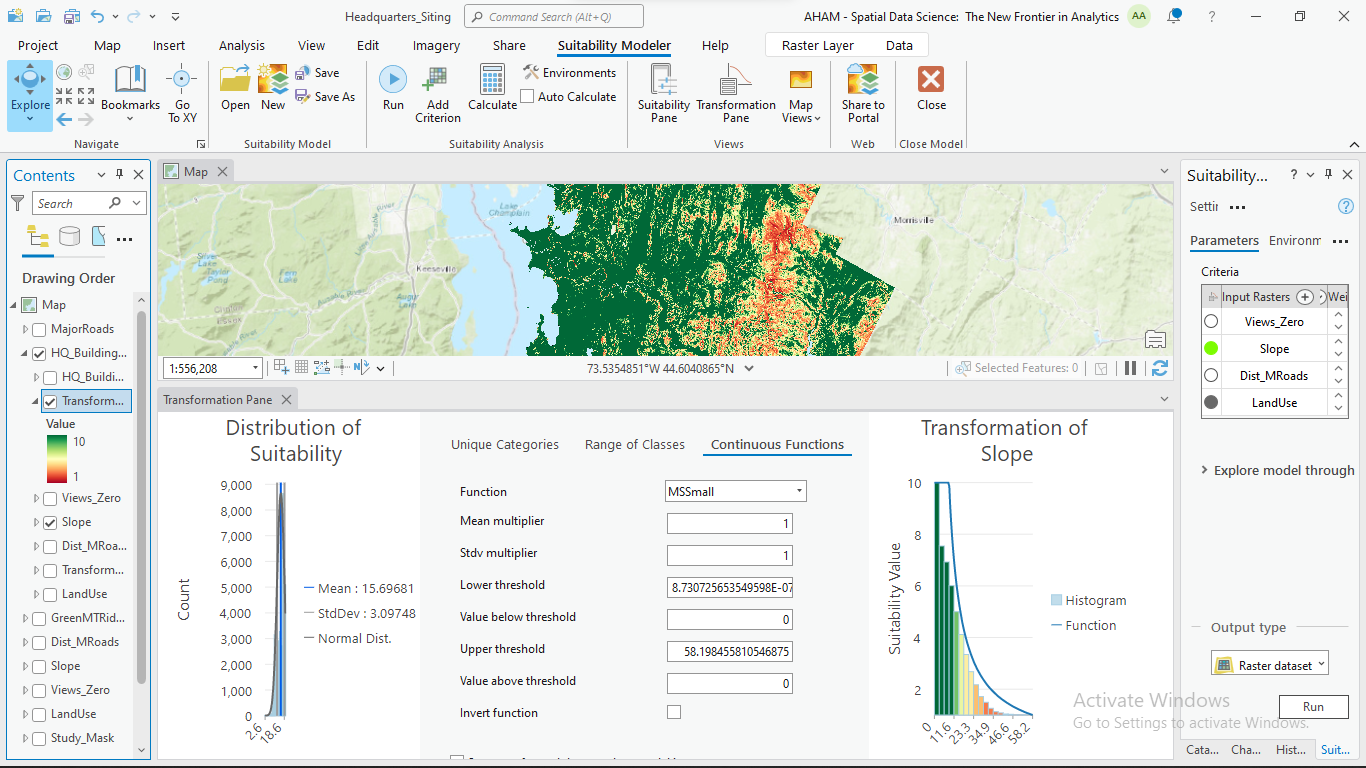 Headquarters_Siting
Command Search (Alt+Q)
AHAM - Spatial Data Science: The New Frontier in Analytics
AA
?
Project
Map
Insert
Analysis
View
Edit
Imagery
Share
Suitability Modeler
Help
Raster Layer
Data
Explore
Bookmarks
Go
To XY
Navigate
Open
New
Save
Save As
Suitability Model
Run
Add
Criterion
Calculate
Environments
Auto Calculate
Suitability Analysis
Suitability
Pane
Transformation
Pane
Map
Views
Views
Share to
Portal
Web
Close
Close Model
Contents
Search
Drawing Order
Map
MajorRoads
HQ_Building...
HQ_Buildi...
Transform...
Value
10
1
Views_Zero
Slope
Dist_MRoa...
Transform...
LandUse
GreenMTRid...
Dist_MRoads
Slope
Views_Zero
LandUse
Study_Mask
Map
Lake
Champlain
Keeseville
Morrisville
1:556,208
73.5354851°W 44.6040865°N
Selected Features: 0
Transformation Pane
Distribution of
Suitability
9,000
8,000
7,000
6,000
5,000
4,000
3,000
2,000
1,000
0
Count
2.6
18.6
Mean : 15.69681
StdDev : 3.09748
Normal Dist.
Unique Categories
Range of Classes
Continuous Functions
Function
MSSmall
Mean multiplier
1
Stdv multiplier
1
Lower threshold
8.730725653549598E-07
Value below threshold
0
Upper threshold
58.198455810546875
Value above threshold
0
Invert function
Transformation of
Slope
10
8
6
4
2
Suitability Value
0
11.6
23.3
34.9
46.6
58.2
Histogram
Function
Suitability...
?
Settin
Parameters
Environm
Criteria
Input Rasters
Wei
Views_Zero
Slope
Dist_MRoads
LandUse
Explore model through
Output type
Raster dataset
Run
Activate Windows
Go to Settings to activate Windows.
Cata...
Cha...
Hist...
Suit...